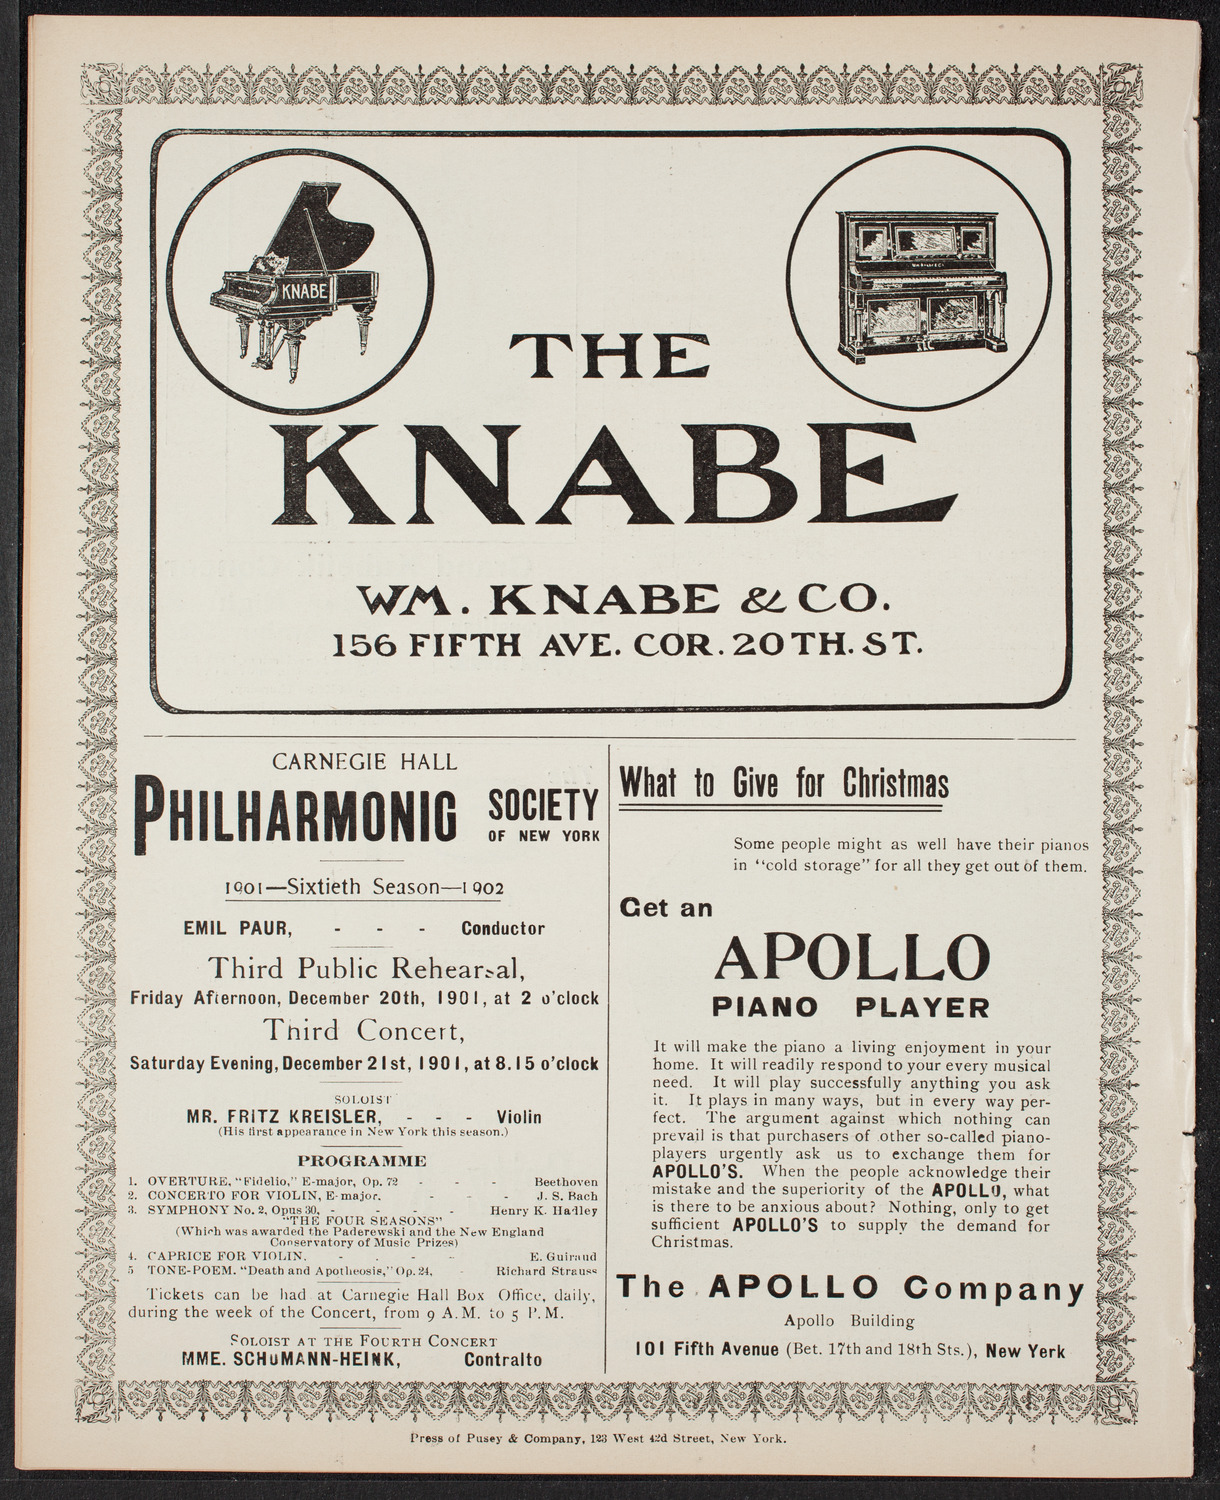 KNABE
THE
KNABE
WM. KNABE & CO.
156 FIFTH AVE. COR. 20TH. ST.
CARNEGIE HALL
PHILHARMONIC SOCIETY
OF NEW YORK
1901—Sixtieth Season—1902
EMIL PAUR, - - - Conductor
Third Public Rehearsal,
Friday Afternoon, December 20th, 1901, at 2 o'clock
Third Concert,
Saturday Evening, December 21st, 1901, at 8.15 o'clock
SOLOIST
MR. FRITZ KREISLER, - - - Violin
(His first appearance in New York this season.)
PROGRAMME
1. OVERTURE, "Fidelio," E-major, Op. 72 - - Beethoven
2. CONCERTO FOR VIOLIN, E-major. - - J. S. Bach
3. SYMPHONY No. 2, Opus 30, - - - - Henry K. Hadley
"THE FOUR SEASONS"
(Which was awarded the Paderewski and the New England
Conservatory of Music Prizes)
4. CAPRICE FOR VIOLIN. - - - - E. Guiraud
5 TONE-POEM. "Death and Apotheosis," Op. 24, - Richard Strauss
Tickets can be had at Carnegie Hall Box Office, daily,
during the week of the Concert, from 9 A.M. to 5 P.M.
SOLOIST AT THE FOURTH CONCERT
MME. SCHUMANN-HEINK, Contralto
What to Give for Christmas
Some people might as well have their pianos
in "cold storage" for all they get out of them.
Get an
APOLLO
PIANO PLAYER
It will make the piano a living enjoyment in your
home. It will readily respond to your every musical
need. It will play successfully anything you ask
it. It plays in many ways, but in every way per-
fect. The argument against which nothing can
prevail is that purchasers of other so-called piano-
players urgently ask us to exchange them for
APOLLO'S. When the people acknowledge their
mistake and the superiority of the APOLLO, what
is there to be anxious about? Nothing, only to get
sufficient APOLLO'S to supply the demand for
Christmas.
The APOLLO Company
Apollo Building
101 Fifth Avenue (Bet. 17th and 18th Sts.), New York
Press of Pusey & Company, 123 West 42d Street, New York.